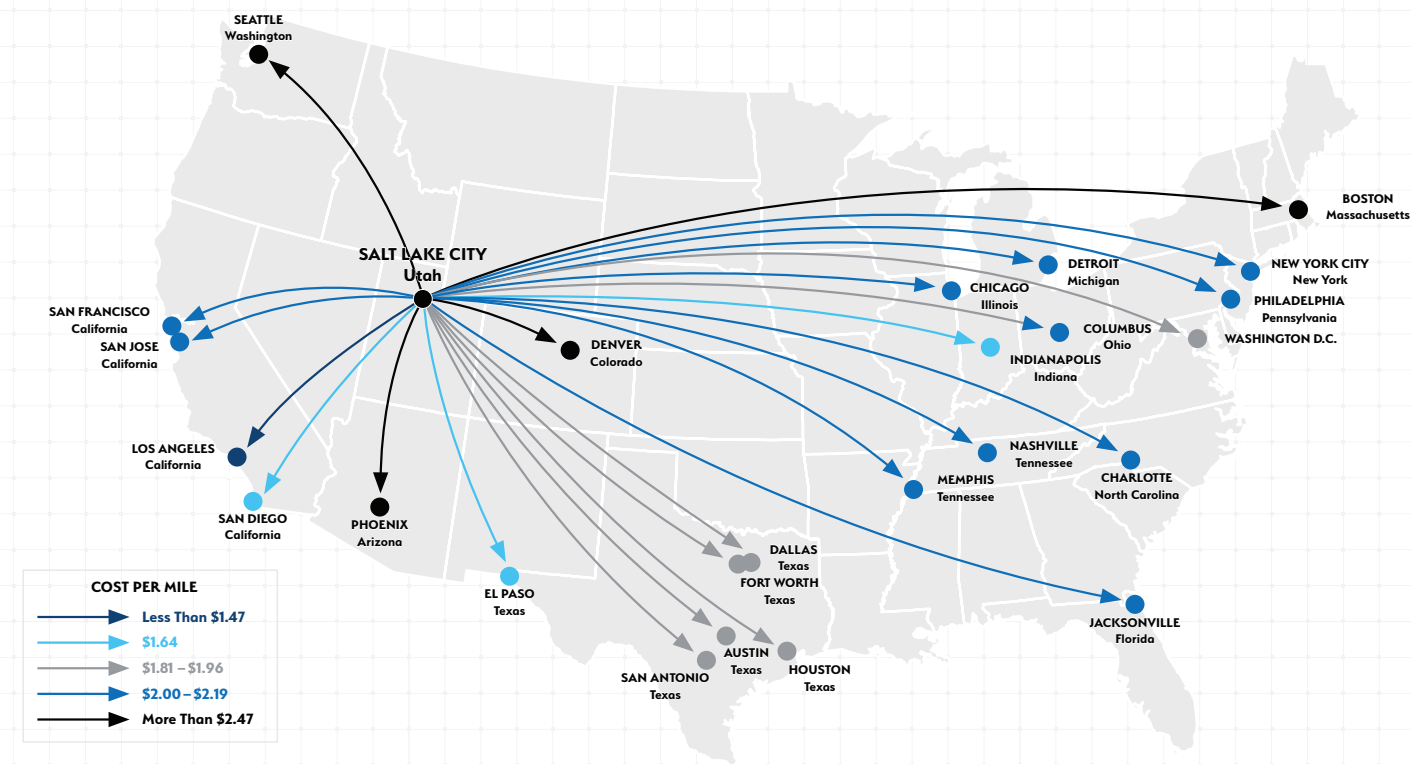 SEATTLE
Washington
BOSTON
Massachusetts
SALT LAKE CITY
Utah
DETROIT
Michigan
NEW YORK CITY
New York
CHICAGO
Illinois
PHILADELPHIA
Pennsylvania
SAN FRANCISCO
California
SAN JOSE
California
COLUMBUS
Ohio
WASHINGTON D.C.
DENVER
Colorado
INDIANAPOLIS
Indiana
LOS ANGELES
California
NASHVILLE
Tennessee
MEMPHIS
Tennessee
CHARLOTTE
North Carolina
SAN DIEGO
California
PHOENIX
Arizona
DALLAS
Texas
FORT WORTH
Texas
EL PASO
Texas
JACKSONVILLE
Florida
AUSTIN
Texas
HOUSTON
Texas
SAN ANTONIO
Texas
COST PER MILE
Less Than $1.47
$1.64
$1.81 – $1.96
$2.00 – $2.19
More Than $2.47